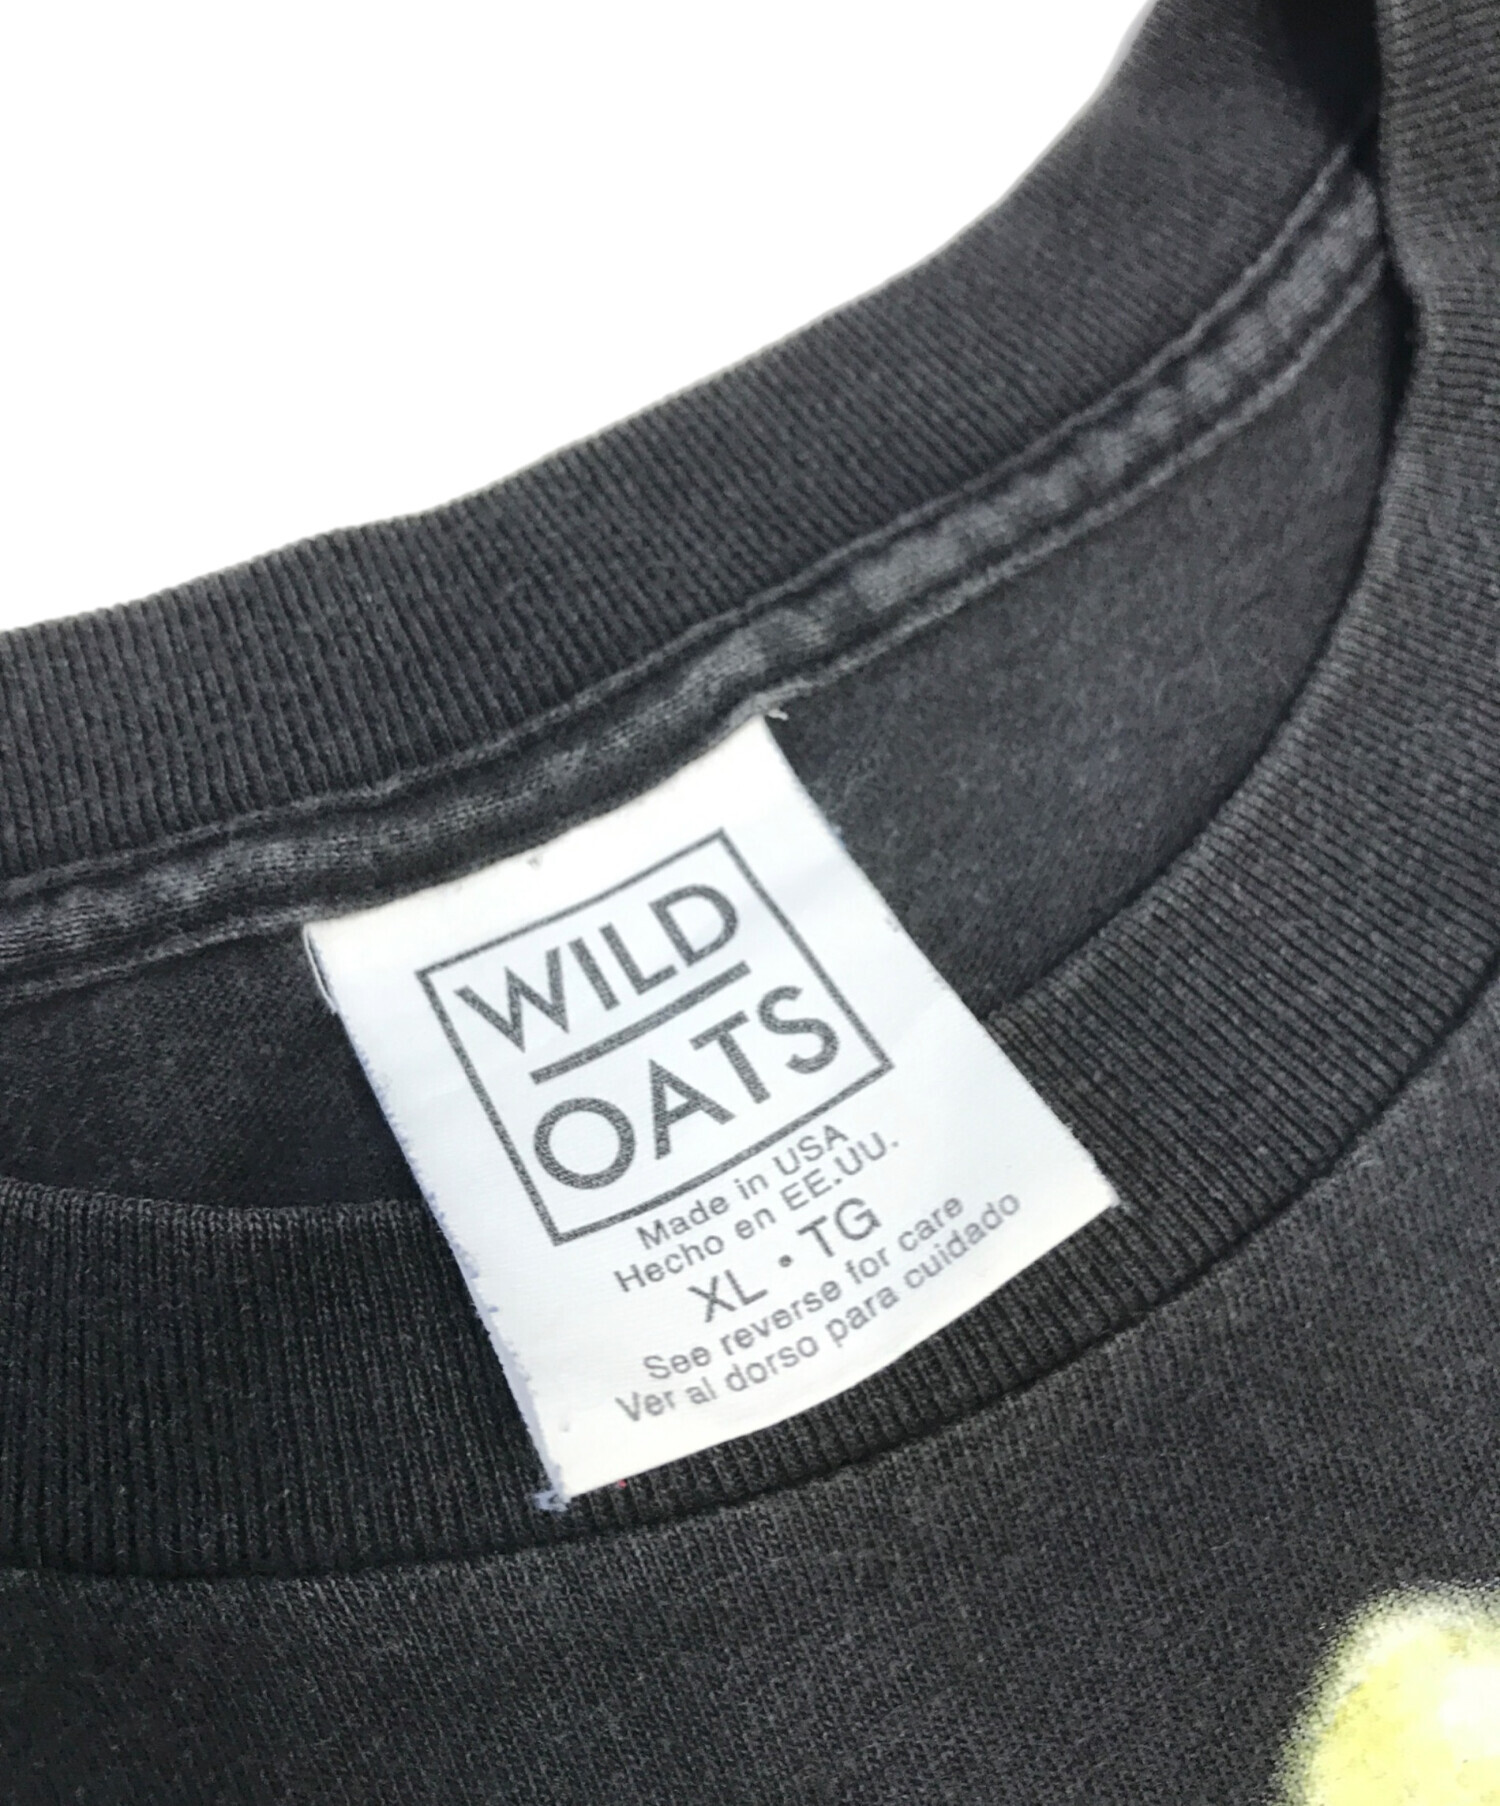 WILD
OATS
Made in USA
Hecho en EE.UU.
XL • TG
See reverse for care
Ver al dorso para cuidado